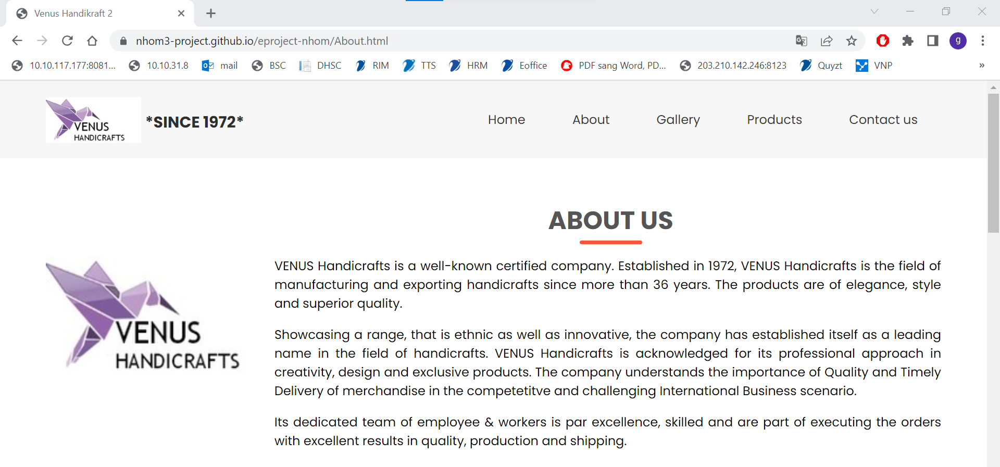 Venus Handikraft 2
nhom3-project.github.io/eproject-nhom/About.html
g
10.10.117.177:8081... 10.10.31.8 mail BSC DHSC RIM TTS HRM Eoffice PDF sang Word, PD... 203.210.142.246:8123 Quyzt VNP »
VENUS
HANDICRAFTS
*SINCE 1972*
Home About Gallery Products Contact us
ABOUT US
VENUS
HANDICRAFTS
VENUS Handicrafts is a well-known certified company. Established in 1972, VENUS Handicrafts is the field of
manufacturing and exporting handicrafts since more than 36 years. The products are of elegance, style
and superior quality.
Showcasing a range, that is ethnic as well as innovative, the company has established itself as a leading
name in the field of handicrafts. VENUS Handicrafts is acknowledged for its professional approach in
creativity, design and exclusive products. The company understands the importance of Quality and Timely
Delivery of merchandise in the competetitve and challenging International Business scenario.
Its dedicated team of employee & workers is par excellence, skilled and are part of executing the orders
with excellent results in quality, production and shipping.